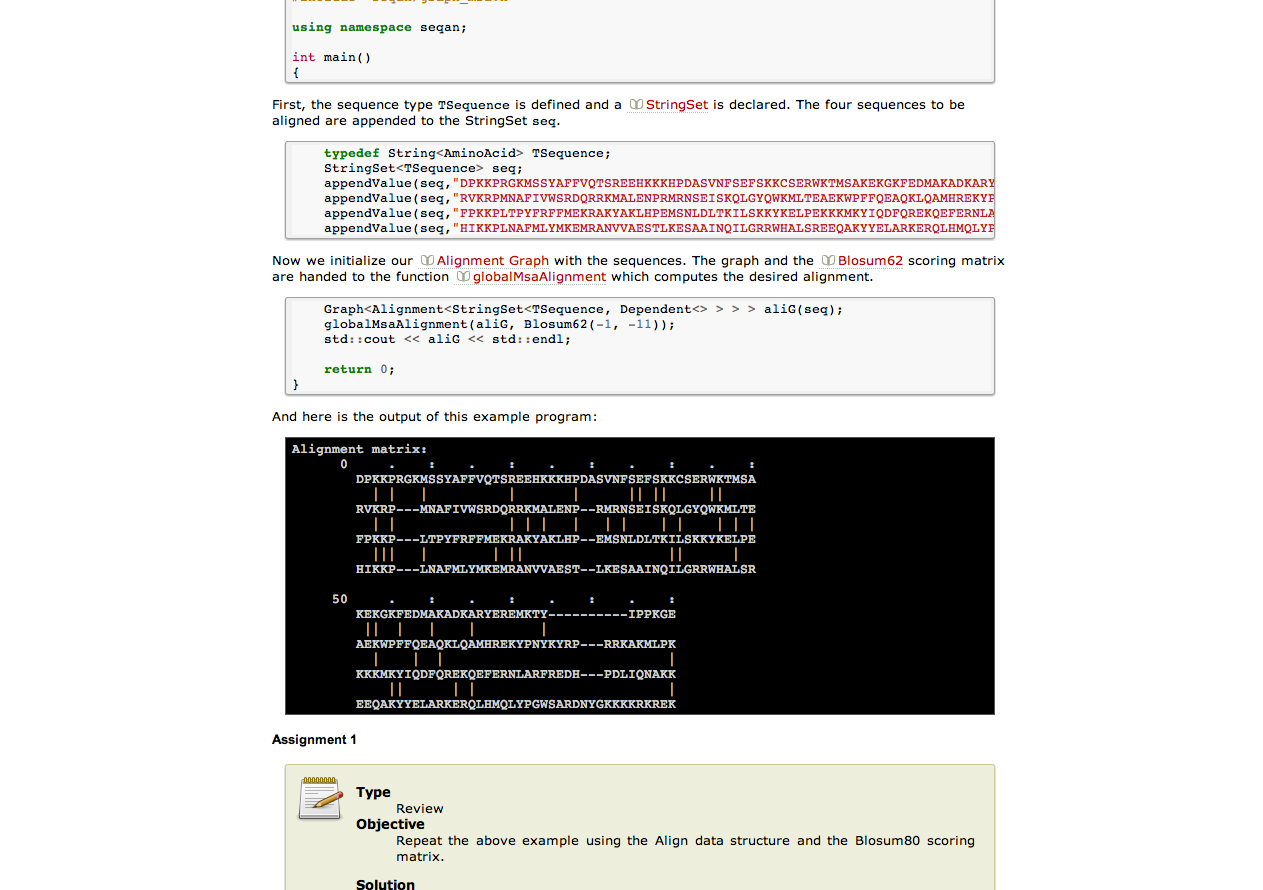 using namespace seqan;
int main()
{
First, the sequence type TSequence is defined and a StringSet is declared. The four sequences to be
aligned are appended to the StringSet seq.
typedef String<AminoAcid> TSequence;
StringSet<TSequence> seq;
appendValue(seq,"DPKKPRGKMSSYAFFVQTSREEHKKKHPDASVNFSEFSKKCSERWKTMSAKEKGKFEDMAKADKARY
appendValue(seq,"RVKRPMNAFIVWSRDQRRKMALENPRMRNSEISKQLGYQWKMLTEAEKWPFFQEAQKLQAMHREKYP
appendValue(seq,"FPKKPLTPYFRFFMEKRAKYAKLHPEMSNLDLTKILSKKYKELPEKKKMKYIQDFQREKQEFERNLA
appendValue(seq,"HIKKPLNAFMLYMKEMRANVVAESTLKESAAINQILGRRWHALSREEQAKYYELARKERQLHMQLYP
Now we initialize our Alignment Graph with the sequences. The graph and the Blosum62 scoring matrix
are handed to the function globalMsaAlignment which computes the desired alignment.
Graph<Alignment<StringSet<TSequence, Dependent<> > > > aliG(seq);
globalMsaAlignment(aliG, Blosum62(-1, -11));
std::cout << aliG << std::endl;
return 0;
}
And here is the output of this example program:
Alignment matrix:
0 . : . : . : . : . :
DPKKPRGKMSSYAFFVQTSREEHKKKHPDASVNFSEFSKKCSERWKTMSA
| | | | | || || ||
RVKRP---MNAFIVWSRDQRRKMALENP--RMRNSEISKQLGYQWKMLTE
| | | | | | | | | | | | |
FPKKP---LTPYFRFFMEKRAKYAKLHP--EMSNLDLTKILSKKYKELPE
||| | | || || |
HIKKP---LNAFMLYMKEMRANVVAEST--LKESAAINQILGRRWHALSR
50 . : . : . : . :
KEKGKFEDMAKADKARYEREMKTY----------IPPKGE
|| | | | |
AEKWPFFQEAQKLQAMHREKYPNYKYRP---RRKAKMLPK
| | | |
KKKMKYIQDFQREKQEFERNLARFREDH---PDLIQNAKK
|| | | |
EEQAKYYELARKERQLHMQLYPGWSARDNYGKKKKRKREK
Assignment 1
Type
Review
Objective
Repeat the above example using the Align data structure and the Blosum80 scoring
matrix.
Solution